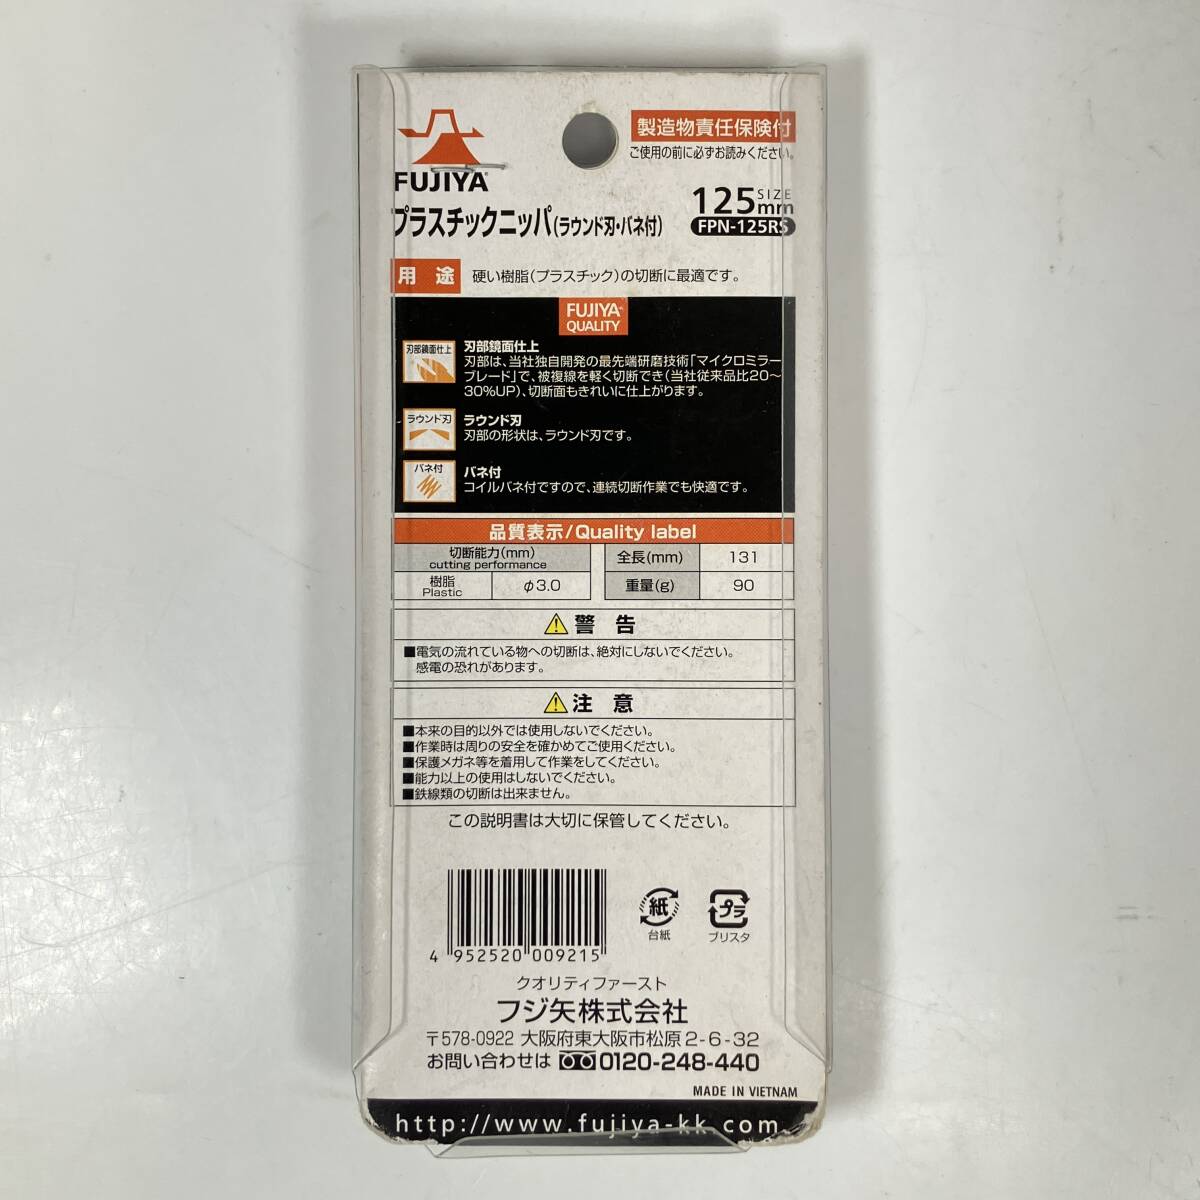 製造物責任保険付
ご使用の前に必ずお読みください。
FUJIYA
プラスチックニッパ(ラウンド刃・バネ付)
125 SIZE mm
FPN-125RS
用途 硬い樹脂(プラスチック)の切断に最適です。
FUJIYA
QUALITY
刃部鏡面仕上
刃部鏡面仕上
刃部は、当社独自開発の最先端研磨技術「マイクロミラー
ブレード」で、被複線を軽く切断でき(当社従来品比20～
30%UP)、切断面もきれいに仕上がります。
ラウンド刃
ラウンド刃
刃部の形状は、ラウンド刃です。
バネ付
バネ付
コイルバネ付ですので、連続切断作業でも快適です。
品質表示/Quality label
切断能力(mm)
cutting performance
樹脂
Plastic
φ3.0
全長(mm) 131
重量(g) 90
⚠警告
■電気の流れている物への切断は、絶対にしないでください。
感電の恐れがあります。
⚠注意
■本来の目的以外では使用しないでください。
■作業時は周りの安全を確かめてご使用ください。
■保護メガネ等を着用して作業をしてください。
■能力以上の使用はしないでください。
■鉄線類の切断は出来ません。
この説明書は大切に保管してください。
4 952520 009215
紙
台紙
プラ
ブリスタ
クオリティファースト
フジ矢株式会社
〒578-0922 大阪府東大阪市松原2-6-32
お問い合わせは 0120-248-440
MADE IN VIETNAM
http://www.fujiya-kk.com